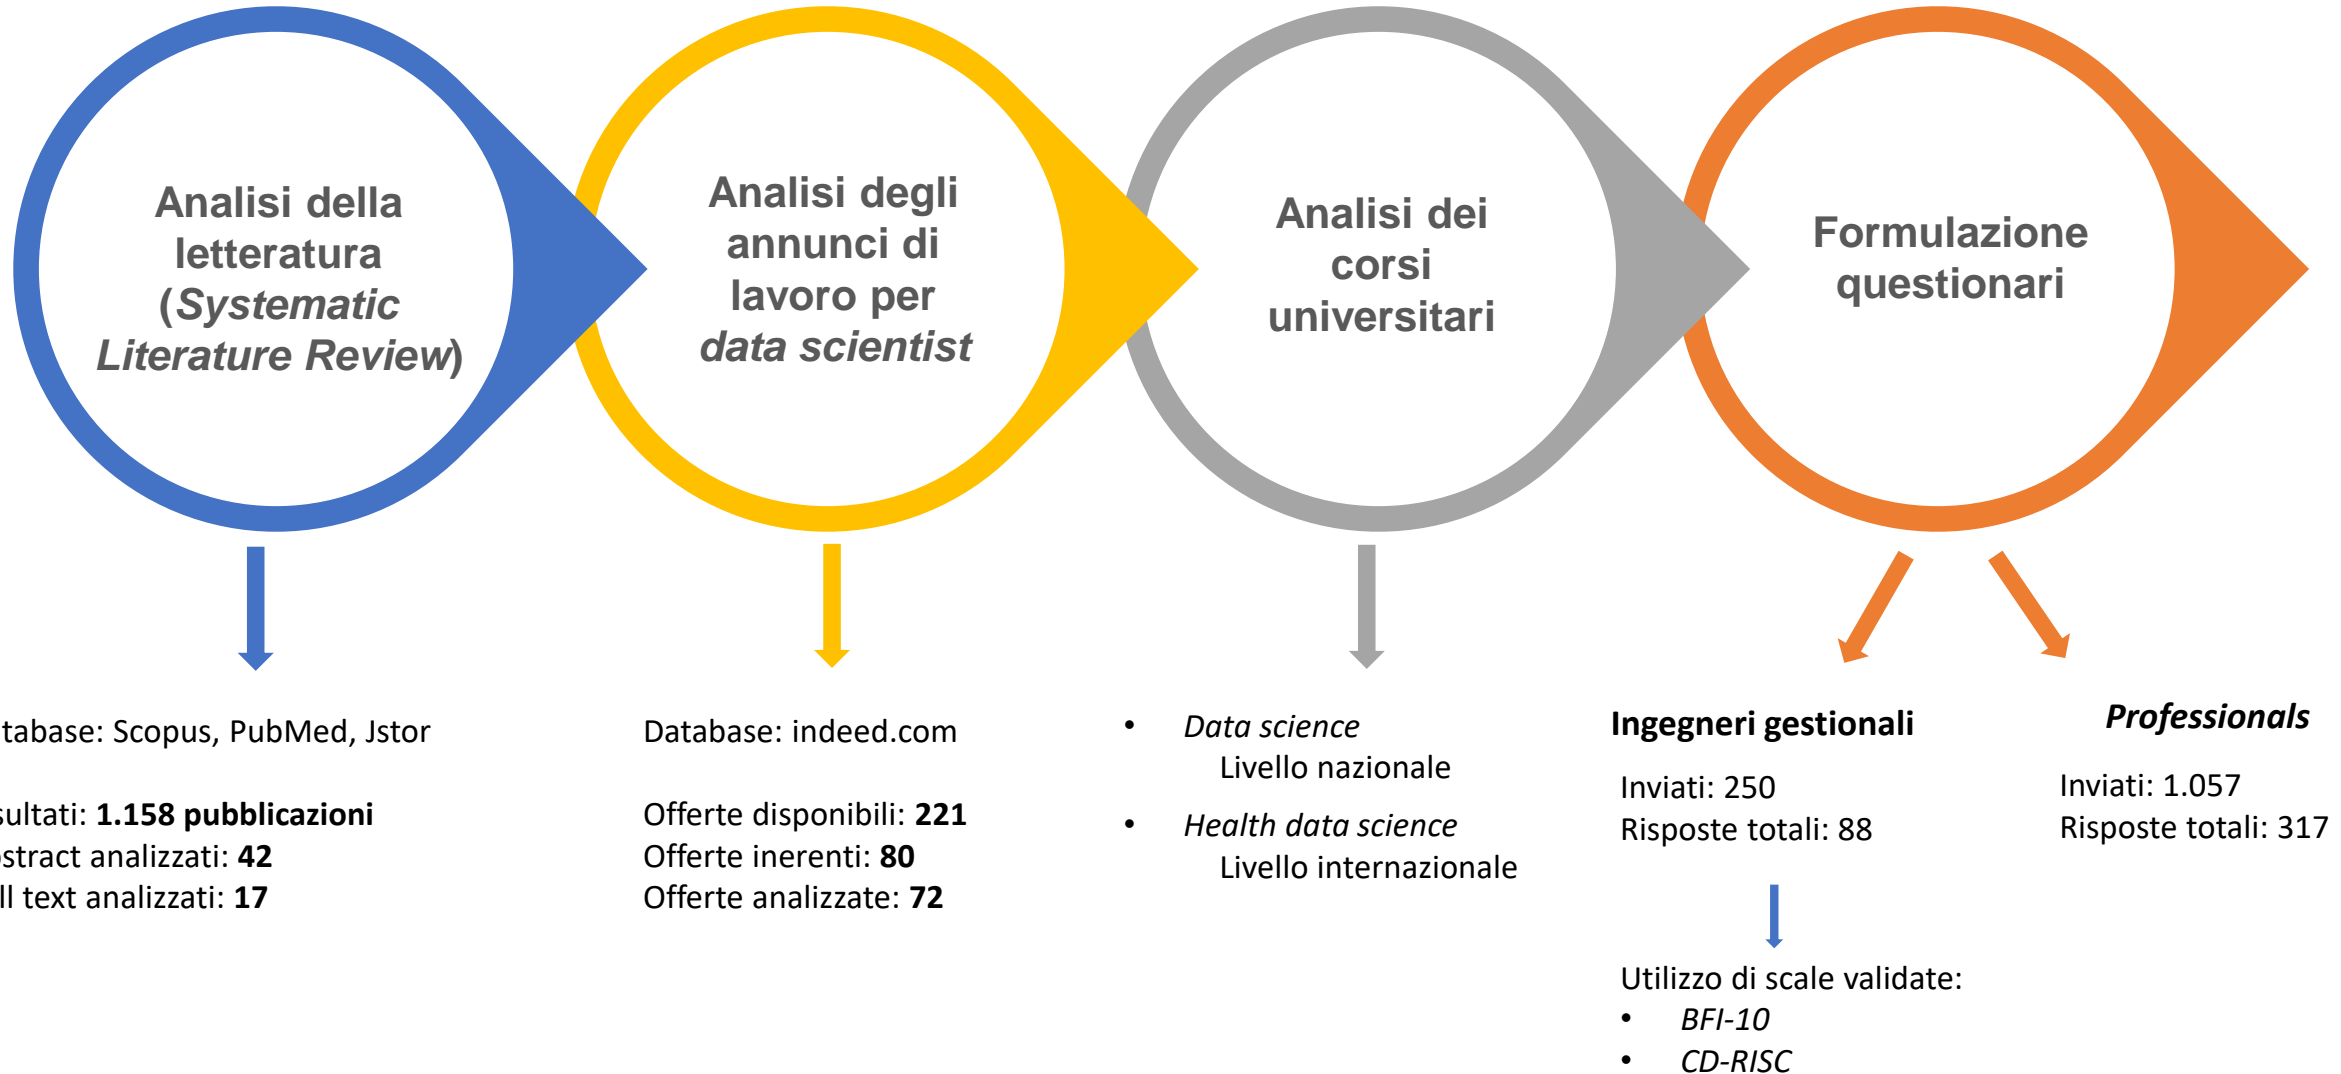 Analisi della
letteratura
(Systematic
Literature Review)
Analisi degli
annunci di
lavoro per
data scientist
Analisi dei
corsi
universitari
Formulazione
questionari
tabase: Scopus, PubMed, Jstor
sultati: 1.158 pubblicazioni
stract analizzati: 42
ll text analizzati: 17
Database: indeed.com
Offerte disponibili: 221
Offerte inerenti: 80
Offerte analizzate: 72
• Data science
Livello nazionale
• Health data science
Livello internazionale
Ingegneri gestionali
Inviati: 250
Risposte totali: 88
Utilizzo di scale validate:
• BFI-10
• CD-RISC
Professionals
Inviati: 1.057
Risposte totali: 317